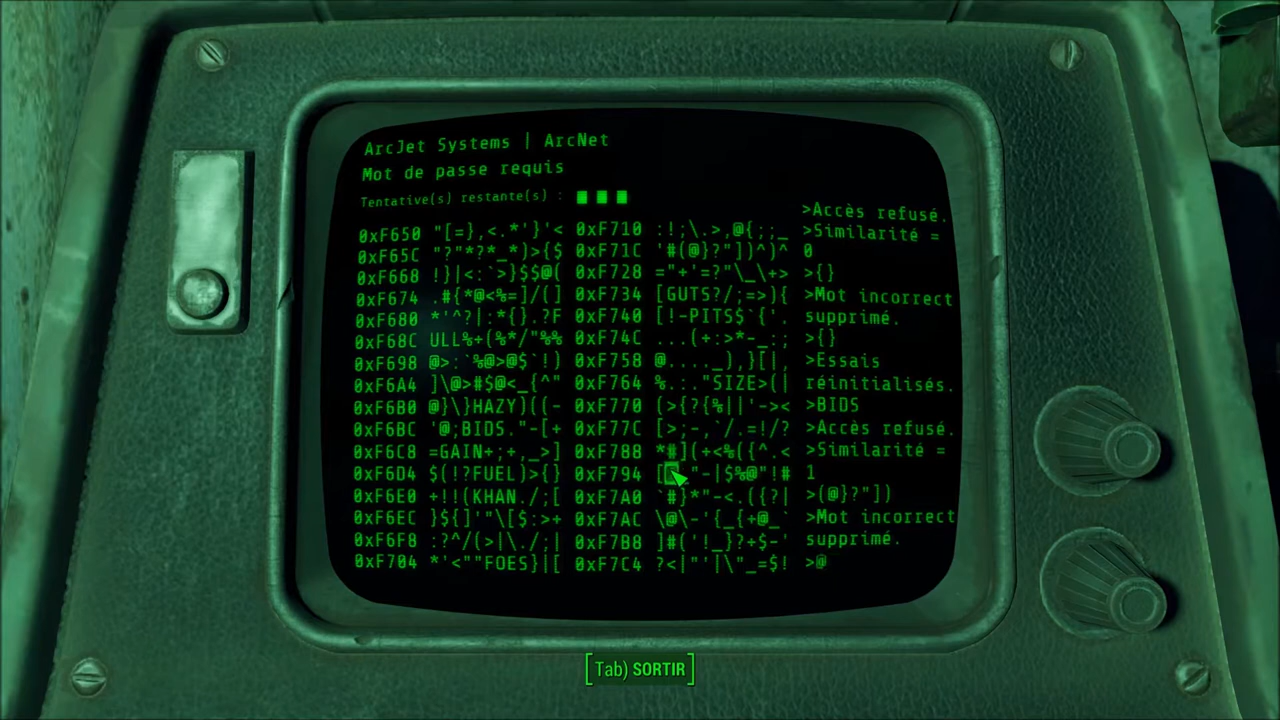 ArcJet Systems | ArcNet
Mot de passe requis
Tentative(s) restante(s) :
0xF650 "[=},<.*'}'<
0xF65C "?"*?*_*)>{$
0xF668 !}|<:`>}$$@(
0xF674 .#{*@<%=]/(]
0xF680 *'^?|:*{}.?F
0xF68C ULL%+(%*/"%%
0xF698 @>:`%@>@$`!)
0xF6A4 ]\@>#$@<_{^"
0xF6B0 @}\}HAZY)((-
0xF6BC '@;BIDS."-[+
0xF6C8 =GAIN+;+,_>]
0xF6D4 $(!?FUEL)>{}
0xF6E0 +!!(KHAN./;[
0xF6EC }${]'"\[$:>+
0xF6F8 :?^/(>|\./;|
0xF704 *'<""FOES}|[
0xF710 :!;\.>,@{;;_
0xF71C '#(@}?"])^)^
0xF728 ="+'=?"\_\+>
0xF734 [GUTS?/;=>){
0xF740 [!-PITS$`{'.
0xF74C ...(+:>*-_:;
0xF758 @...._),}[|,
0xF764 %.:."SIZE>(|
0xF770 (>{?{%||'-><
0xF77C [>;-,`/.=!/?
0xF788 *#](+<%({^.<
0xF794 [ "-|$%@"!#
0xF7A0 `#}*"-<.({?|
0xF7AC \@\-'{_{+@_`
0xF7B8 ]#('!_}?+$-'
0xF7C4 ?<|"'|\"_=$!
>Accès refusé.
>Similarité =
0
>{}
>Mot incorrect
supprimé.
>{}
>Essais
réinitialisés.
>BIDS
>Accès refusé.
>Similarité =
1
>(@}?"])
>Mot incorrect
supprimé.
>@
[Tab) SORTIR]